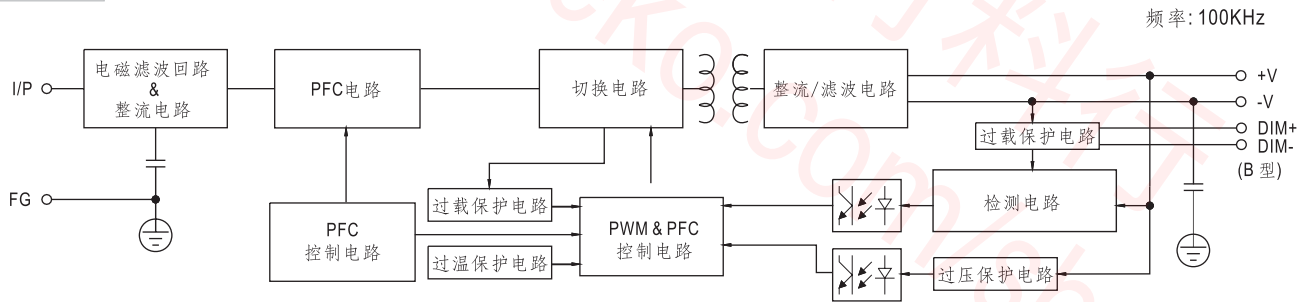 频率: 100KHz
电磁滤波回路
&
整流电路
I/P
PFC电路
切换电路
整流/滤波电路
+V
-V
DIM+
DIM-
(B 型)
过载保护电路
FG
过载保护电路
检测电路
PFC
控制电路
PWM & PFC
控制电路
过温保护电路
过压保护电路